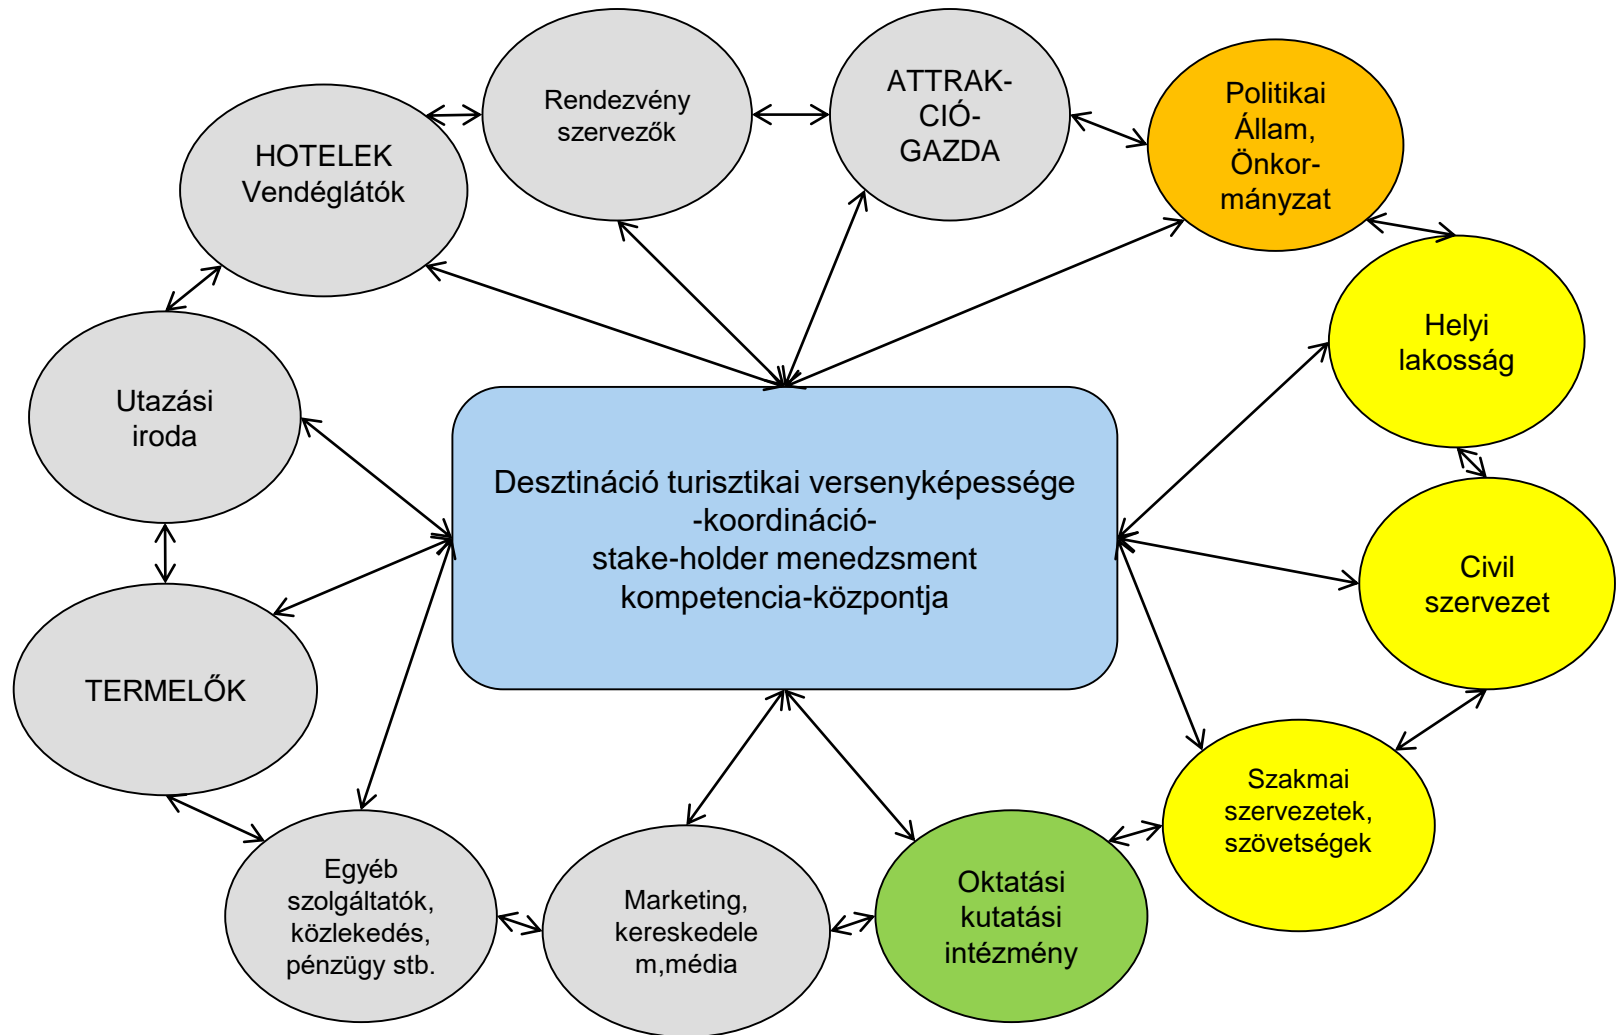 Rendezvény
szervezők
ATTRAK-
CIÓ-
GAZDA
Politikai
Állam,
Önkor-
mányzat
HOTELEK
Vendéglátók
Helyi
lakosság
Utazási
iroda
Desztináció turisztikai versenyképessége
-koordináció-
stake-holder menedzsment
kompetencia-központja
Civil
szervezet
TERMELŐK
Szakmai
szervezetek,
szövetségek
Egyéb
szolgáltatók,
közlekedés,
pénzügy stb.
Marketing,
kereskedele
m,média
Oktatási
kutatási
intézmény